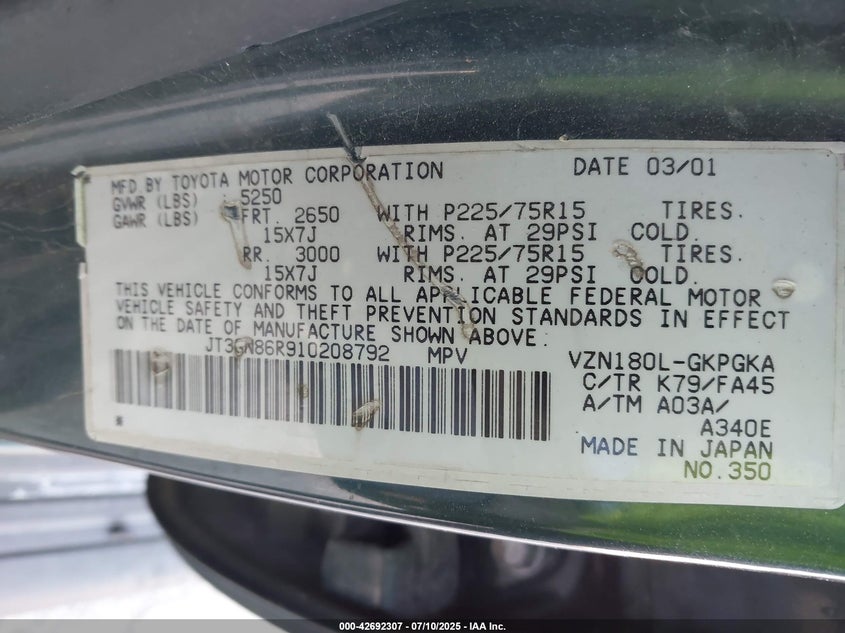 MFD.BY TOYOTA MOTOR CORPORATION DATE 03/01
GVWR (LBS) 5250
GAWR (LBS) FRT. 2650 WITH P225/75R15 TIRES.
15X7J RIMS. AT 29PSI COLD.
RR. 3000 WITH P225/75R15 TIRES.
15X7J RIMS. AT 29PSI COLD.
THIS VEHICLE CONFORMS TO ALL APPLICABLE FEDERAL MOTOR
VEHICLE SAFETY AND THEFT PREVENTION STANDARDS IN EFFECT
ON THE DATE OF MANUFACTURE SHOWN ABOVE.
JT3GN86R910208792 MPV VZN180L-GKPGKA
C/TR K79/FA45
A/TM A03A/
A340E
MADE IN JAPAN
NO.350
000-42692307 / 07/10/2025 - IAA Inc.